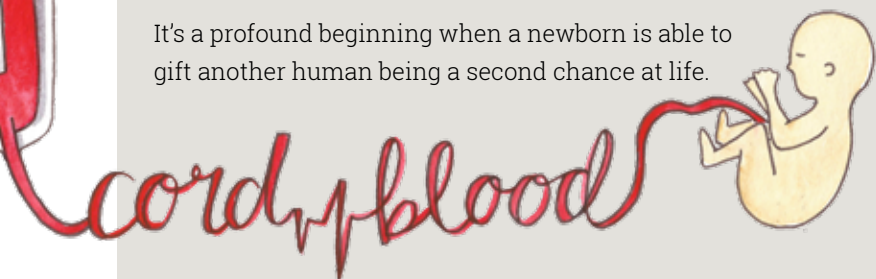 It’s a profound beginning when a newborn is able to
gift another human being a second chance at life.
cord blood